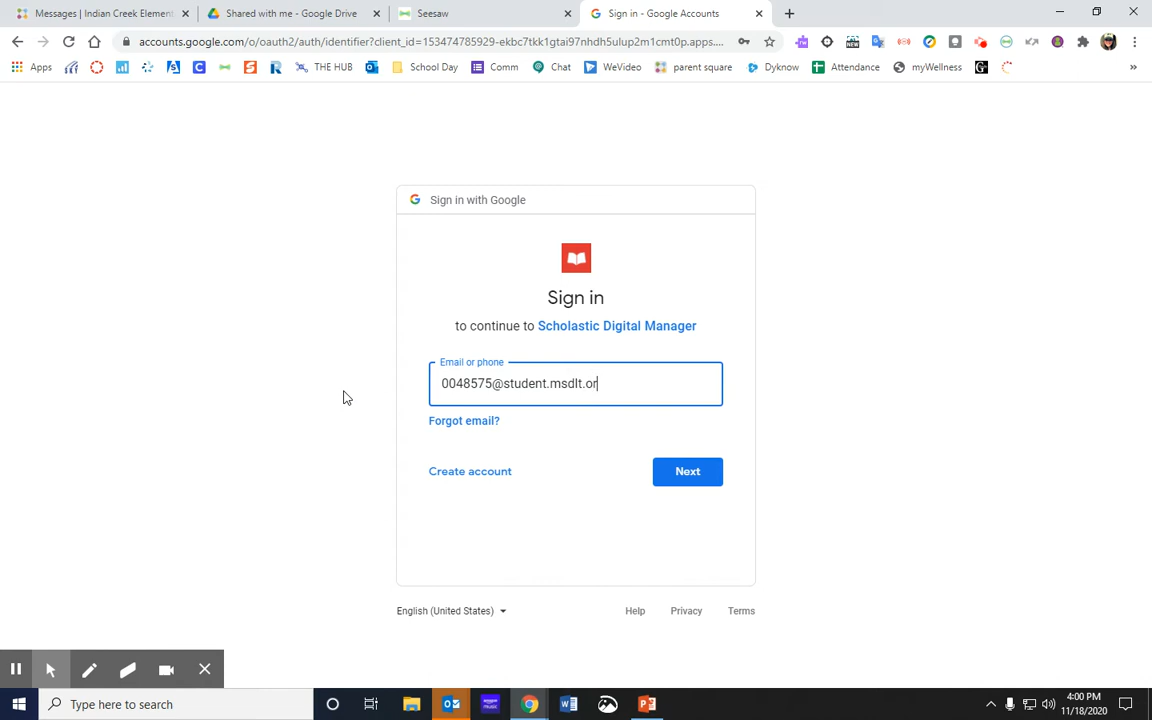 Messages | Indian Creek Element
Shared with me - Google Drive
Seesaw
Sign in - Google Accounts
accounts.google.com/o/oauth2/auth/identifier?client_id=153474785929-ekbc7tkk1gtai97nhdh5ulup2m1cmt0p.apps....
Apps
THE HUB
School Day
Comm
Chat
WeVideo
parent square
Dyknow
Attendance
myWellness
Sign in with Google
Sign in
to continue to Scholastic Digital Manager
Email or phone
0048575@student.msdlt.or
Forgot email?
Create account
Next
English (United States)
Help
Privacy
Terms
Type here to search
4:00 PM
11/18/2020